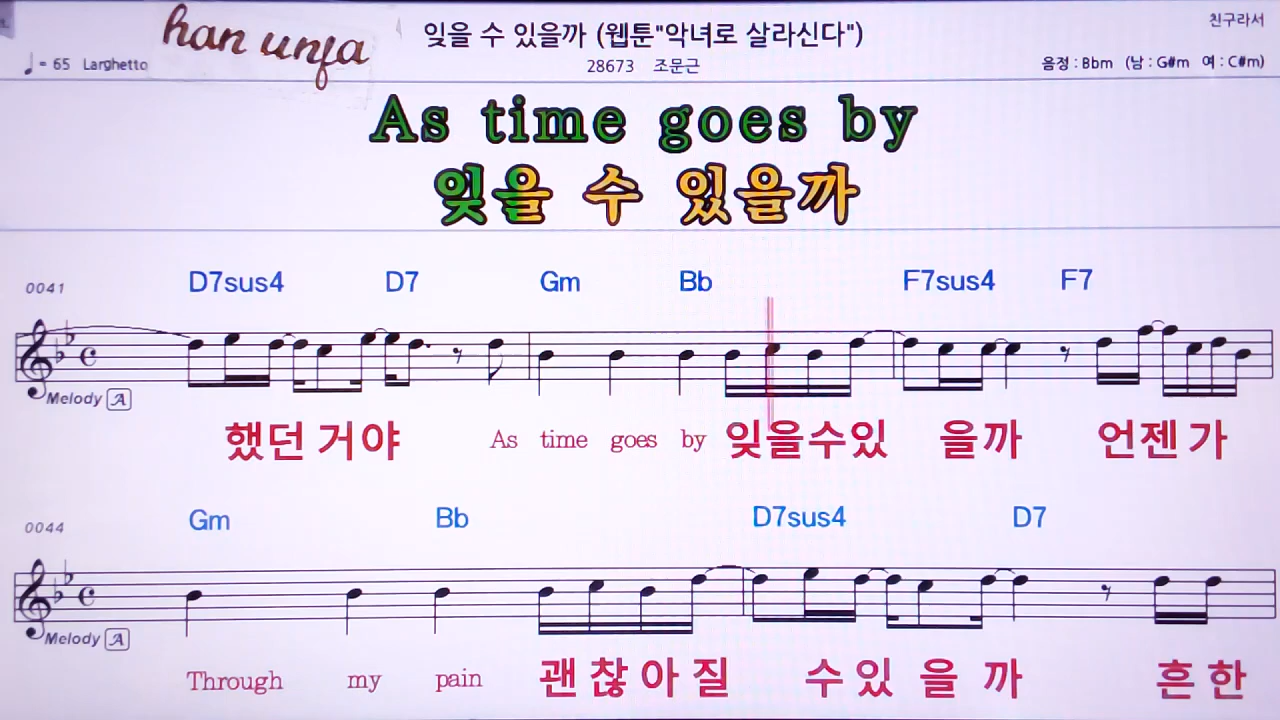 han unfa
잊을 수 있을까 (웹툰"악녀로 살라신다")
친구라서
♩= 65 Larghetto
28673 조문근
음정 : Bbm (남 : G#m 여 : C#m)
As time goes by
잊을 수 있을까
0041 D7sus4 D7 Gm Bb F7sus4 F7
Melody A
했던 거야 As time goes by 잊을수있 을까 언젠 가
0044 Gm Bb D7sus4 D7
Melody A
Through my pain 괜 찮 아 질 수 있 을 까 흔 한